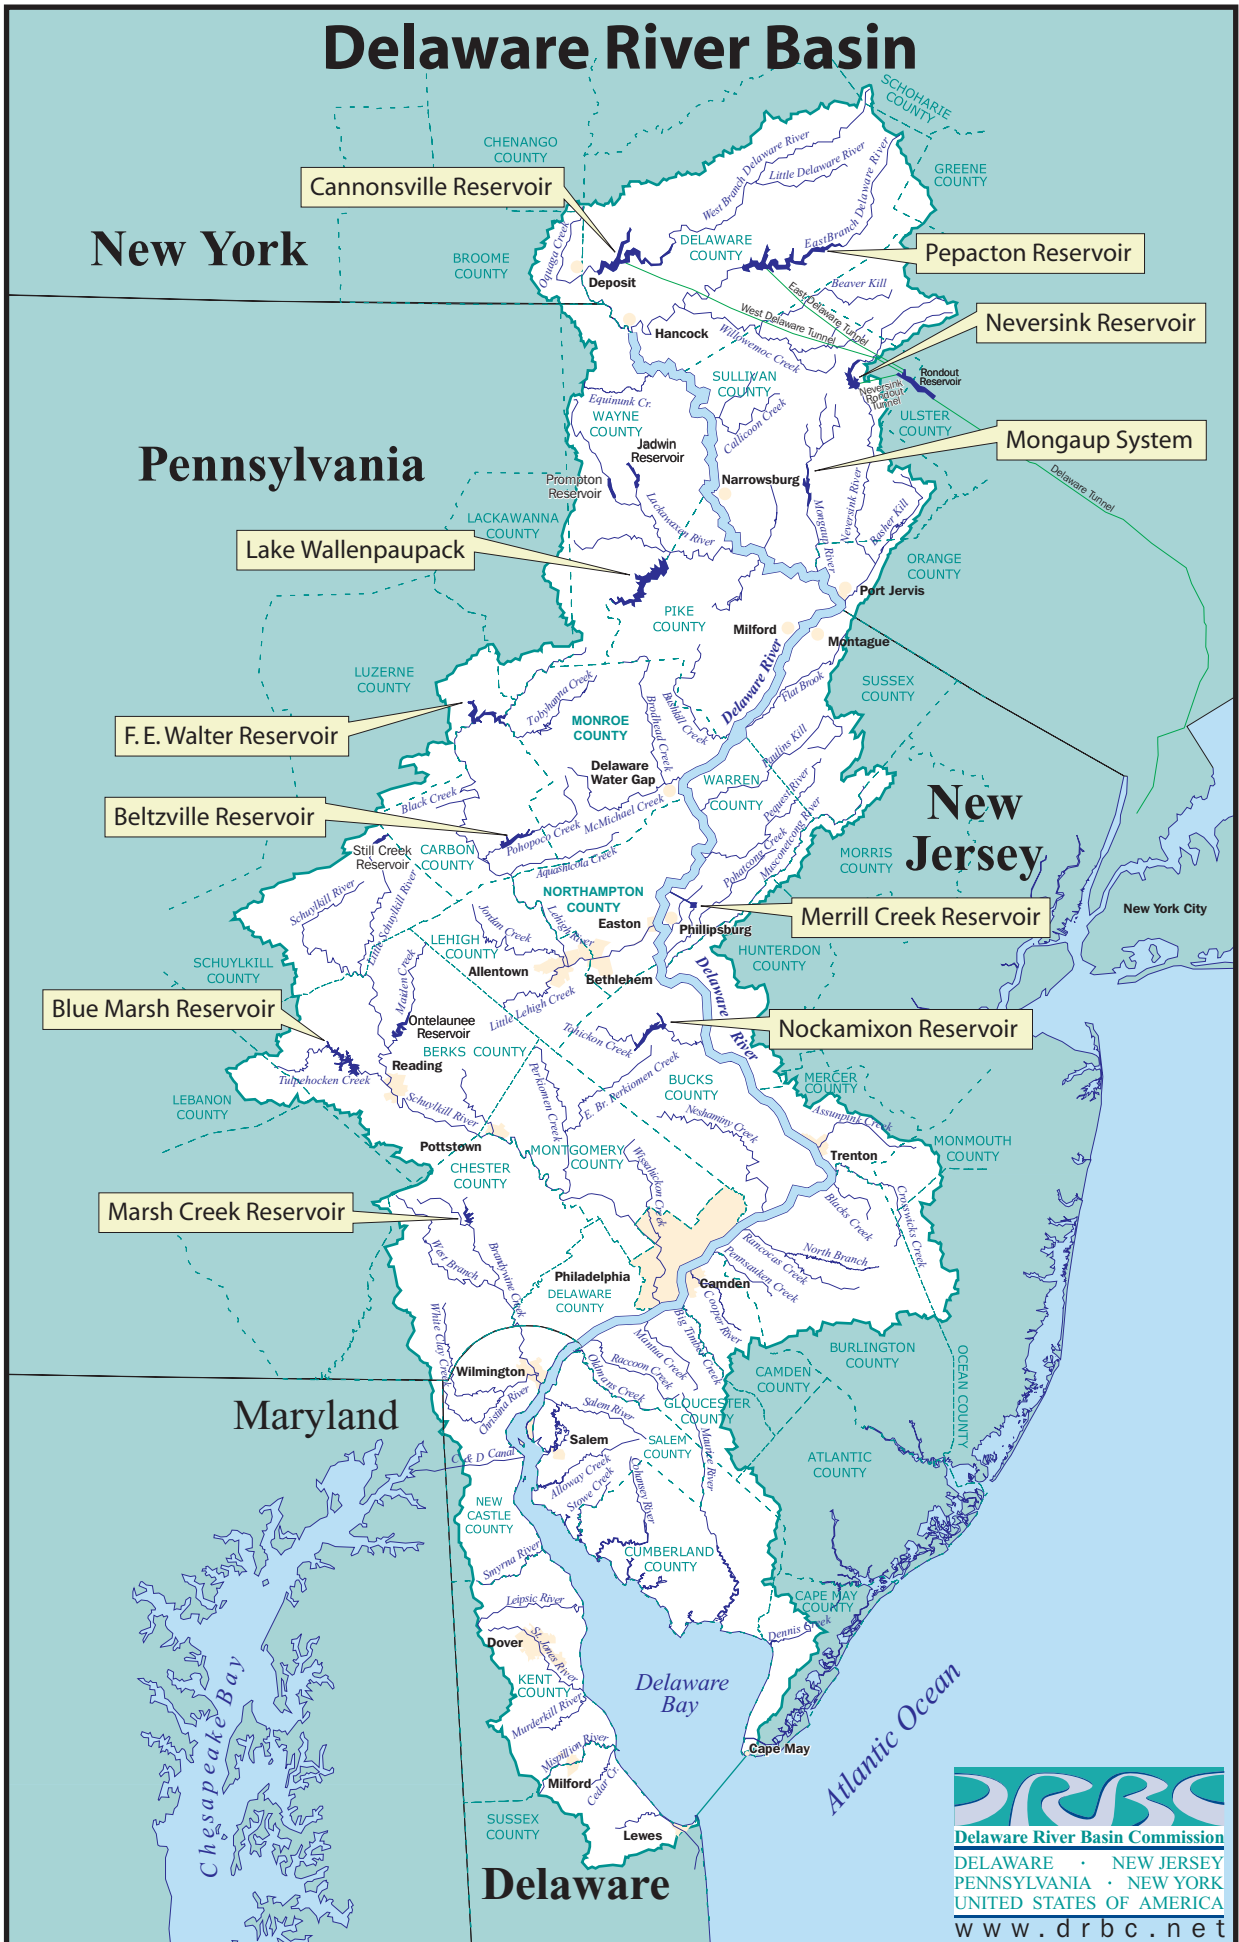 Delaware River Basin
SCHOHARIE
COUNTY
CHENANGO
COUNTY
West Branch Delaware River
Little Delaware River
EastBranch Delaware River
GREENE
COUNTY
Cannonsville Reservoir
New York
Oquaga Creek
BROOME
COUNTY
DELAWARE
COUNTY
Pepacton Reservoir
Deposit
Beaver Kill
East Delaware Tunnel
West Delaware Tunnel
Neversink Reservoir
Hancock
Willowemoc Creek
SULLIVAN
COUNTY
Rondout
Reservoir
Neversink
Rondout
Tunnel
ULSTER
COUNTY
Equinunk Cr.
WAYNE
COUNTY
Callicoon Creek
Mongaup System
Jadwin
Reservoir
Pennsylvania
Prompton
Reservoir
Narrowsburg
Delaware Tunnel
Lackawaxen River
Mongaup River
Neversink River
Basher Kill
LACKAWANNA
COUNTY
Lake Wallenpaupack
ORANGE
COUNTY
Port Jervis
PIKE
COUNTY
Milford
Montague
Delaware River
LUZERNE
COUNTY
SUSSEX
COUNTY
Flat Brook
Tobyhanna Creek
Brodhead Creek
Bushkill Creek
MONROE
COUNTY
F. E. Walter Reservoir
Paulins Kill
Delaware
Water Gap
WARREN
COUNTY
Pequest River
New
Jersey
Black Creek
McMichael Creek
Beltzville Reservoir
Pohopoco Creek
Still Creek
Reservoir
CARBON
COUNTY
Aquashicola Creek
Pohatcong Creek
Musconetcong River
MORRIS
COUNTY
Schuylkill River
Little Schuylkill River
NORTHAMPTON
COUNTY
Merrill Creek Reservoir
New York City
Jordan Creek
Lehigh River
Easton
Phillipsburg
LEHIGH
COUNTY
HUNTERDON
COUNTY
SCHUYLKILL
COUNTY
Maiden Creek
Allentown
Bethlehem
Delaware
River
Little Lehigh Creek
Blue Marsh Reservoir
Ontelaunee
Reservoir
Tohickon Creek
Nockamixon Reservoir
BERKS COUNTY
Reading
Tulpehocken Creek
Perkiomen Creek
E. Br. Perkiomen Creek
BUCKS
COUNTY
MERCER
COUNTY
LEBANON
COUNTY
Schuylkill River
Neshaminy Creek
Assunpink Creek
Pottstown
MONTGOMERY
COUNTY
Trenton
MONMOUTH
COUNTY
CHESTER
COUNTY
Wissahickon Creek
Blacks Creek
Crosswicks Creek
Marsh Creek Reservoir
West Branch
Brandywine Creek
Rancocas Creek
North Branch
Pennsauken Creek
Philadelphia
Camden
DELAWARE
COUNTY
Cooper River
Big Timber Creek
White Clay Creek
Mantua Creek
Raccoon Creek
Oldmans Creek
BURLINGTON
COUNTY
OCEAN COUNTY
CAMDEN
COUNTY
Wilmington
Maryland
Christina River
Salem River
GLOUCESTER
COUNTY
Salem
SALEM
COUNTY
Maurice River
C & D Canal
Alloway Creek
Stowe Creek
Cohansey River
ATLANTIC
COUNTY
NEW
CASTLE
COUNTY
Smyrna River
CUMBERLAND
COUNTY
Leipsic River
CAPE MAY
COUNTY
Dennis Creek
Dover
St. Jones River
KENT
COUNTY
Delaware
Bay
Murderkill River
Chesapeake Bay
Atlantic Ocean
Mispillion River
Cape May
Milford
Cedar Cr.
SUSSEX
COUNTY
Lewes
Delaware
DRBC
Delaware River Basin Commission
DELAWARE · NEW JERSEY
PENNSYLVANIA · NEW YORK
UNITED STATES OF AMERICA
www.drbc.net